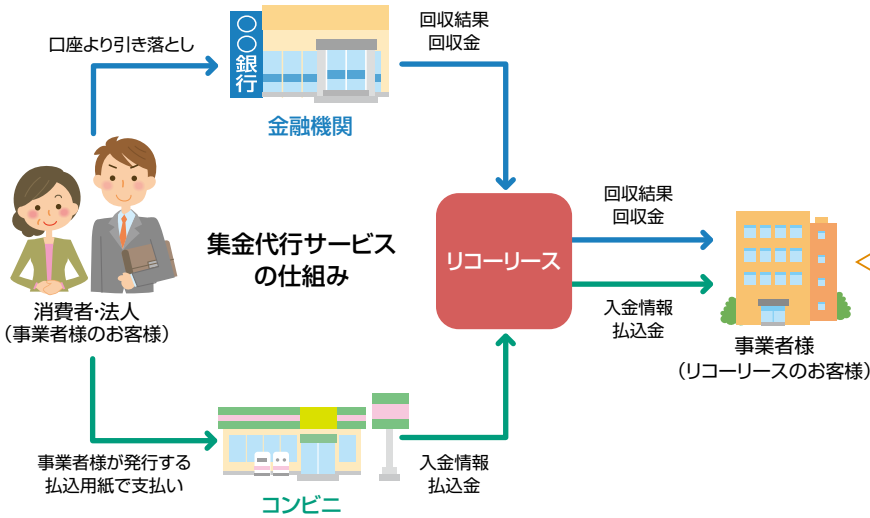 口座より引き落とし
〇〇銀行
金融機関
回収結果
回収金
集金代行サービス
の仕組み
リコーリース
回収結果
回収金
消費者・法人
（事業者様のお客様）
入金情報
払込金
事業者様
（リコーリースのお客様）
事業者様が発行する
払込用紙で支払い
コンビニ
入金情報
払込金